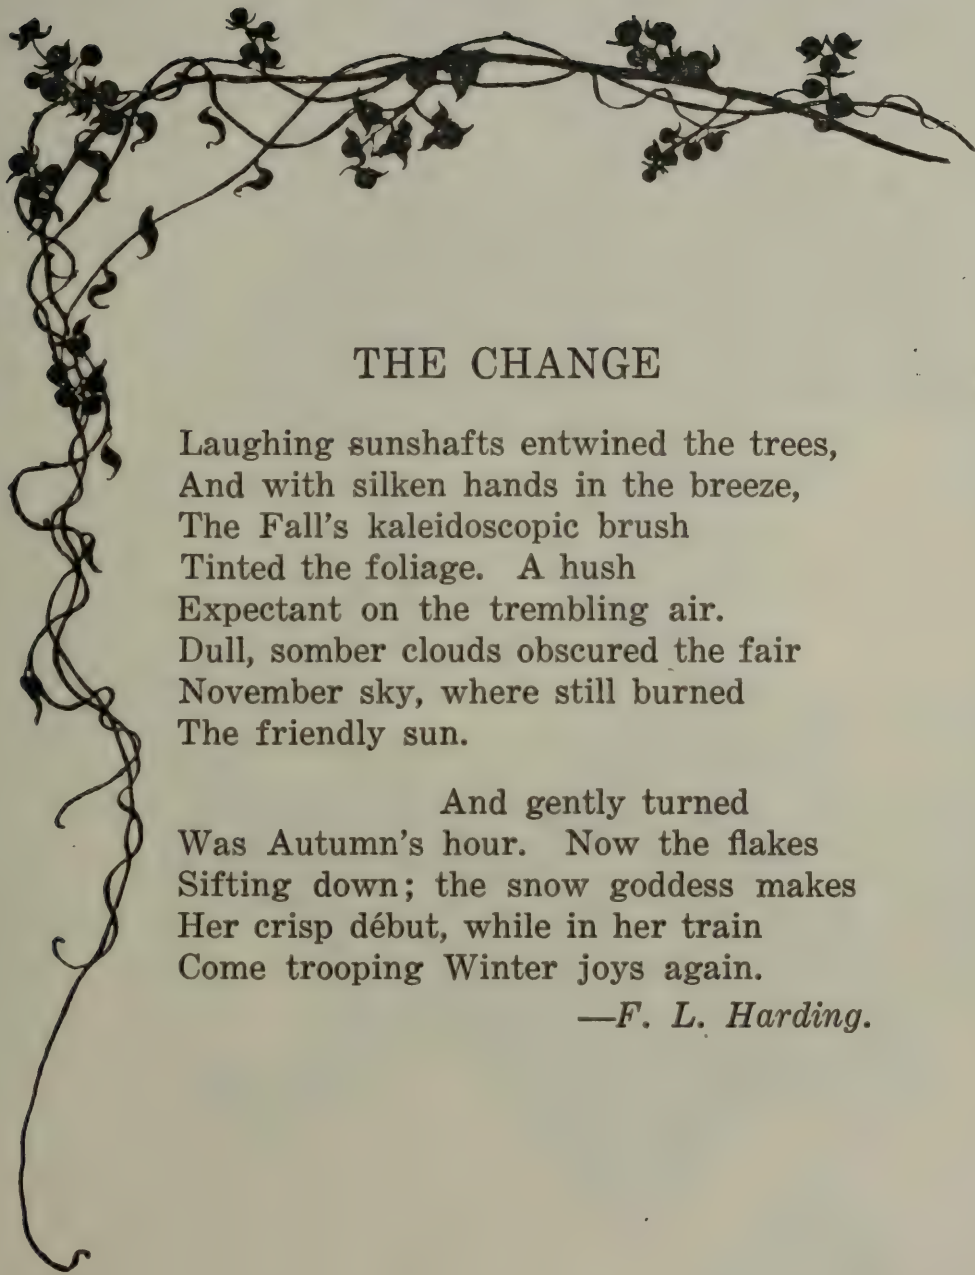 THE CHANGE
Laughing sunshafts entwined the trees,
And with silken hands in the breeze,
The Fall's kaleidoscopic brush
Tinted the foliage. A hush
Expectant on the trembling air.
Dull, somber clouds obscured the fair
November sky, where still burned
The friendly sun.
And gently turned
Was Autumn's hour. Now the flakes
Sifting down; the snow goddess makes
Her crisp début, while in her train
Come trooping Winter joys again.
—F. L. Harding.